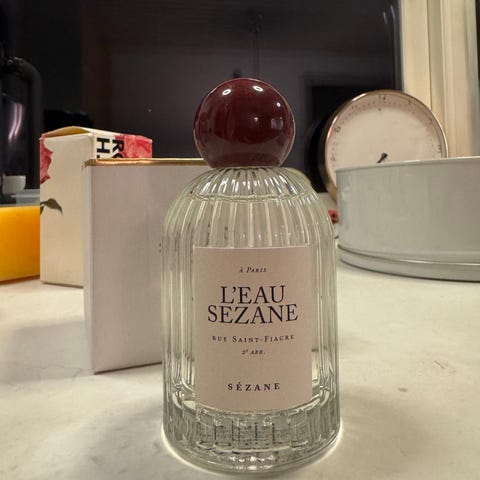 À PARIS
L'EAU
SEZANE
RUE SAINT-FIACRE
2ᵉ ARR.
SÉZANE